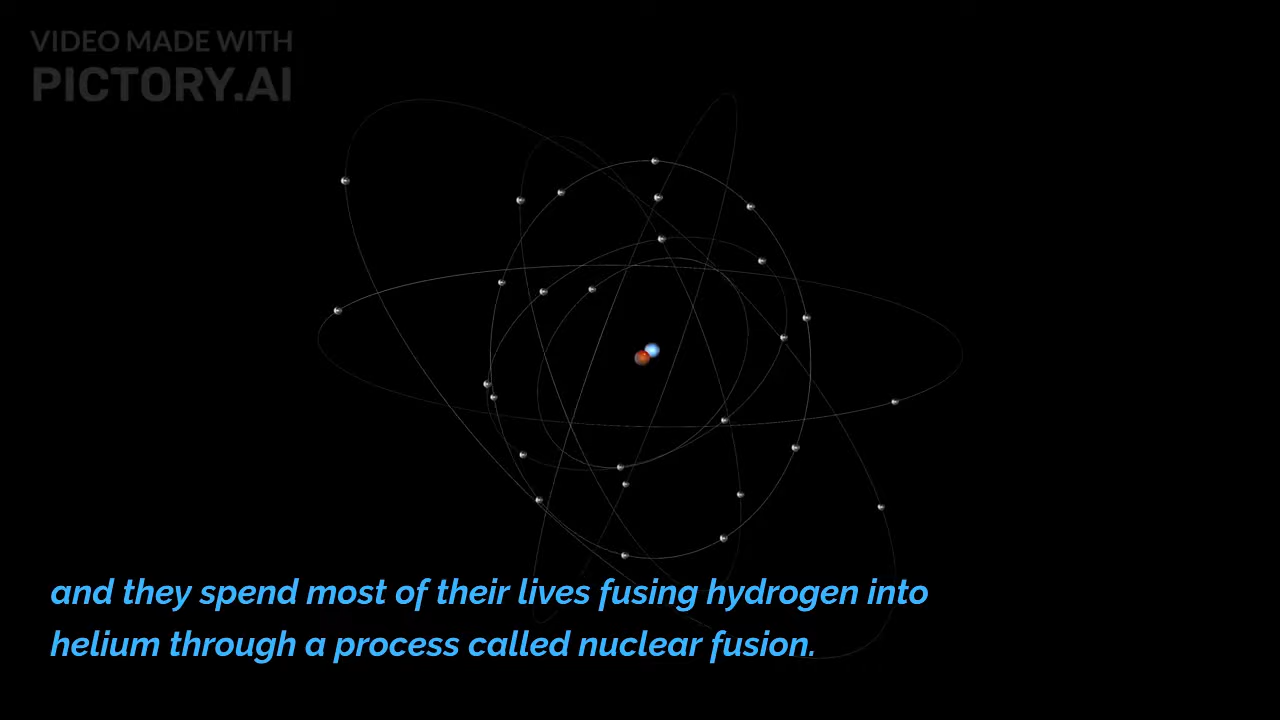 VIDEO MADE WITH
PICTORY.AI
and they spend most of their lives fusing hydrogen into
helium through a process called nuclear fusion.